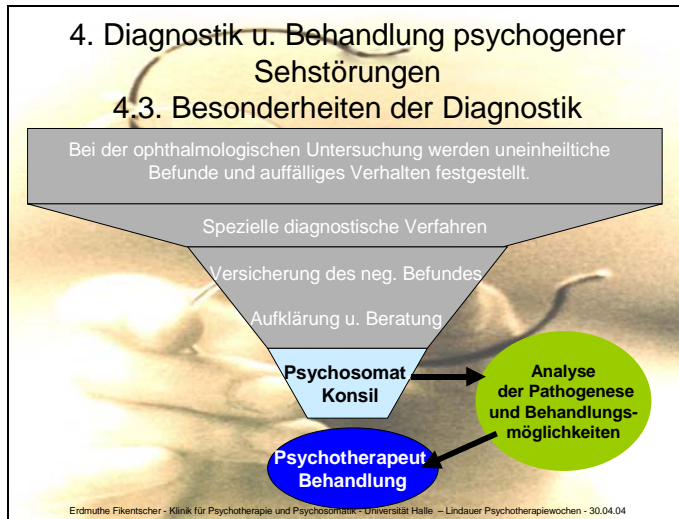 4. Diagnostik u. Behandlung psychogener
Sehstörungen
4.3. Besonderheiten der Diagnostik
Bei der ophthalmologischen Untersuchung werden uneinheiltiche
Befunde und auffälliges Verhalten festgestellt.
Spezielle diagnostische Verfahren
Versicherung des neg. Befundes
Aufklärung u. Beratung
Psychosomat
Konsil
Analyse
der Pathogenese
und Behandlungs-
möglichkeiten
Psychotherapeut
Behandlung
Erdmuthe Fikentscher - Klinik für Psychotherapie und Psychosomatik - Universität Halle – Lindauer Psychotherapiewochen - 30.04.04